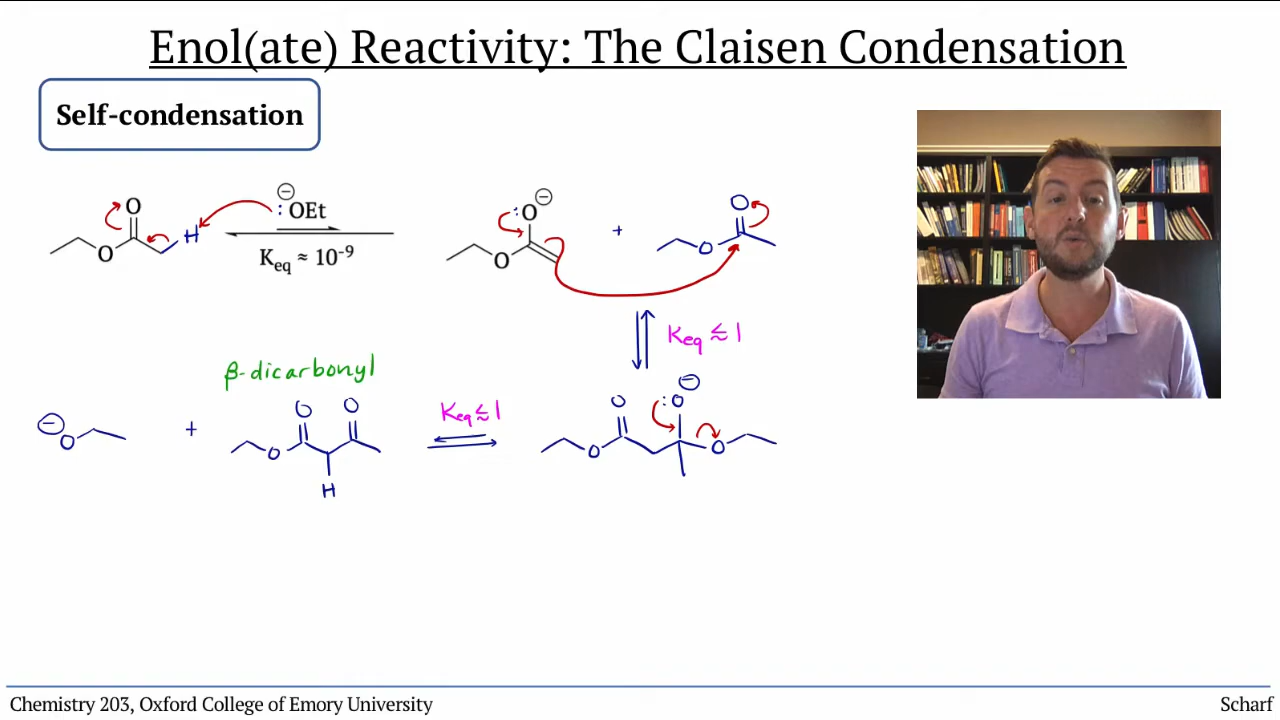 Enol(ate) Reactivity: The Claisen Condensation
Self-condensation
O
O
H
⊖
:OEt
Keq ≈ 10⁻⁹
⊖
:O
O
+
O
O
Keq ≲ 1
β-dicarbonyl
⊖
O
+
O
O
O
H
Keq ≲ 1
⊖
O
:O
O
O
Chemistry 203, Oxford College of Emory University
Scharf